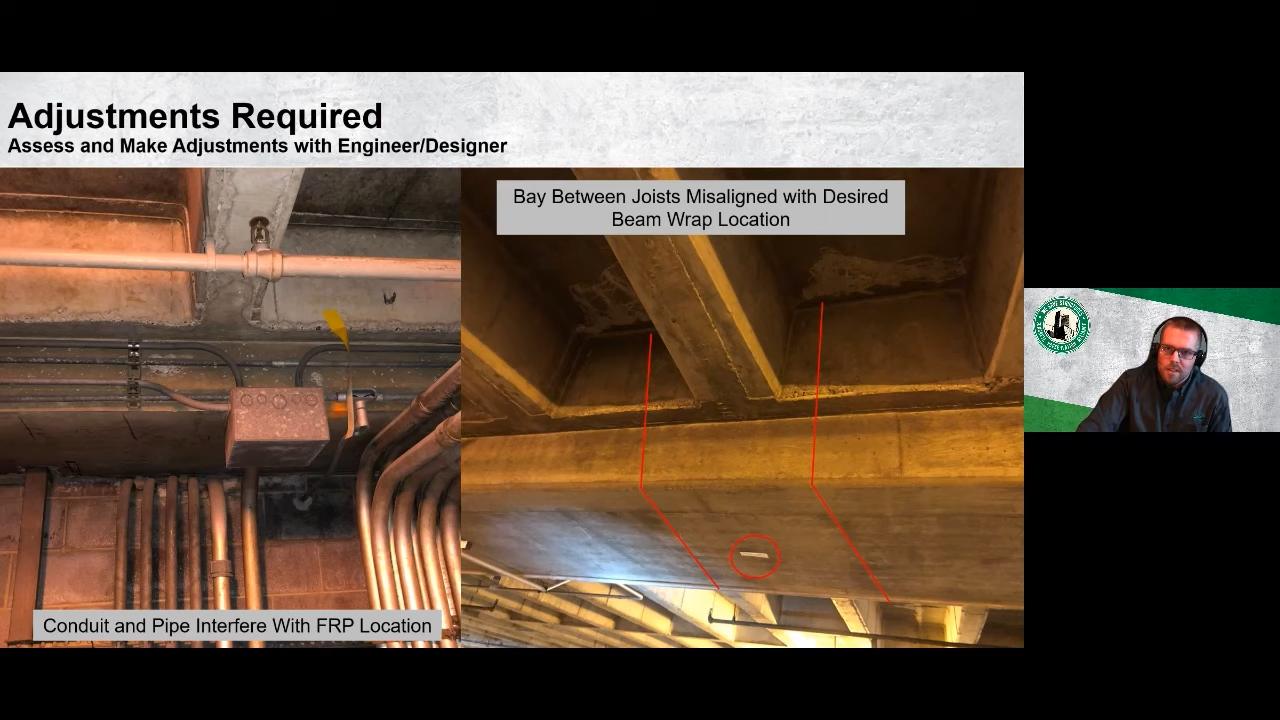 Adjustments Required
Assess and Make Adjustments with Engineer/Designer
Bay Between Joists Misaligned with Desired
Beam Wrap Location
Conduit and Pipe Interfere With FRP Location